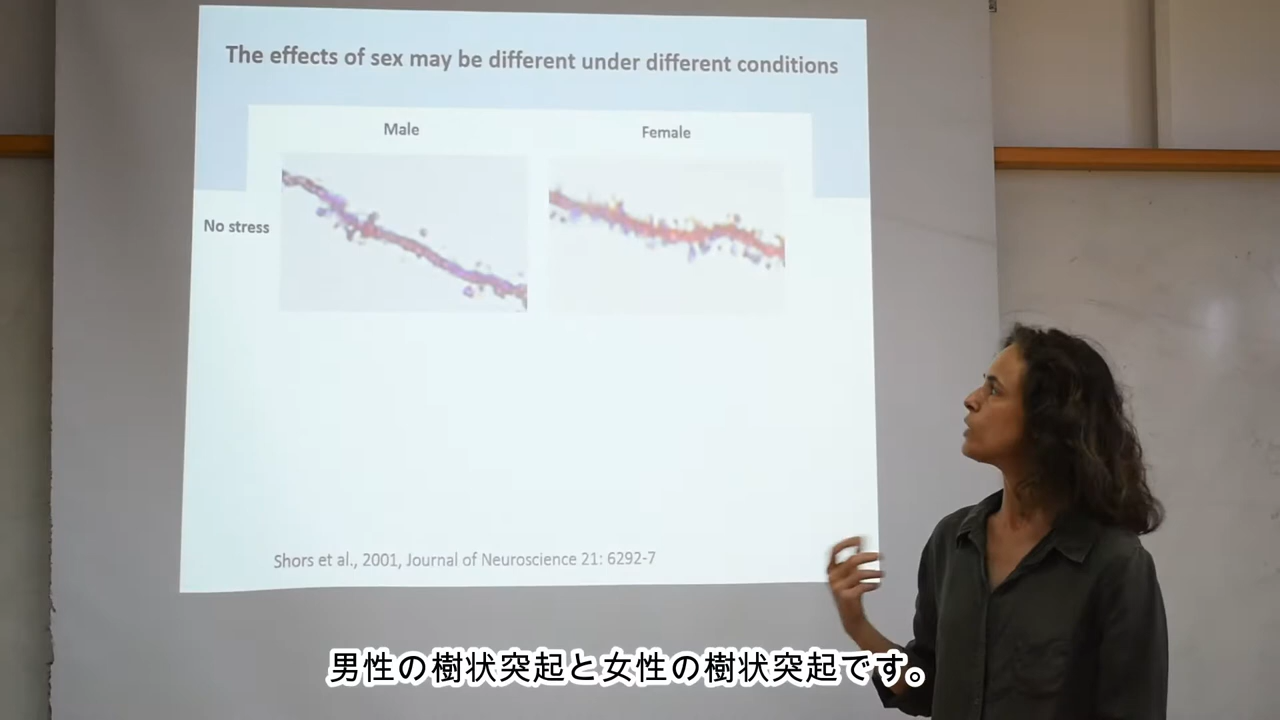 The effects of sex may be different under different conditions
Male
Female
No stress
Shors et al., 2001, Journal of Neuroscience 21: 6292-7
男性の樹状突起と女性の樹状突起です。